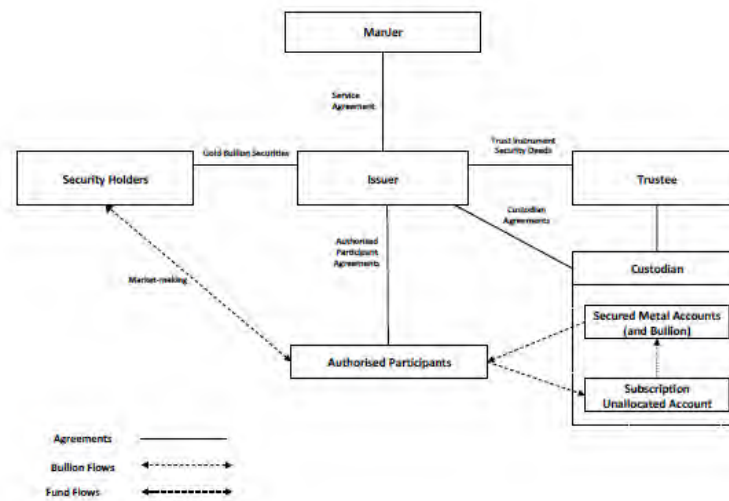 ManJer
Service
Agreement
Gold Bullion Securities
Trust Instrument
Security Deeds
Security Holders
Issuer
Trustee
Custodian
Agreements
Authorised
Participant
Agreements
Custodian
Market-making
Secured Metal Accounts
(and Bullion)
Authorised Participants
Subscription
Unallocated Account
Agreements
Bullion Flows
Fund Flows